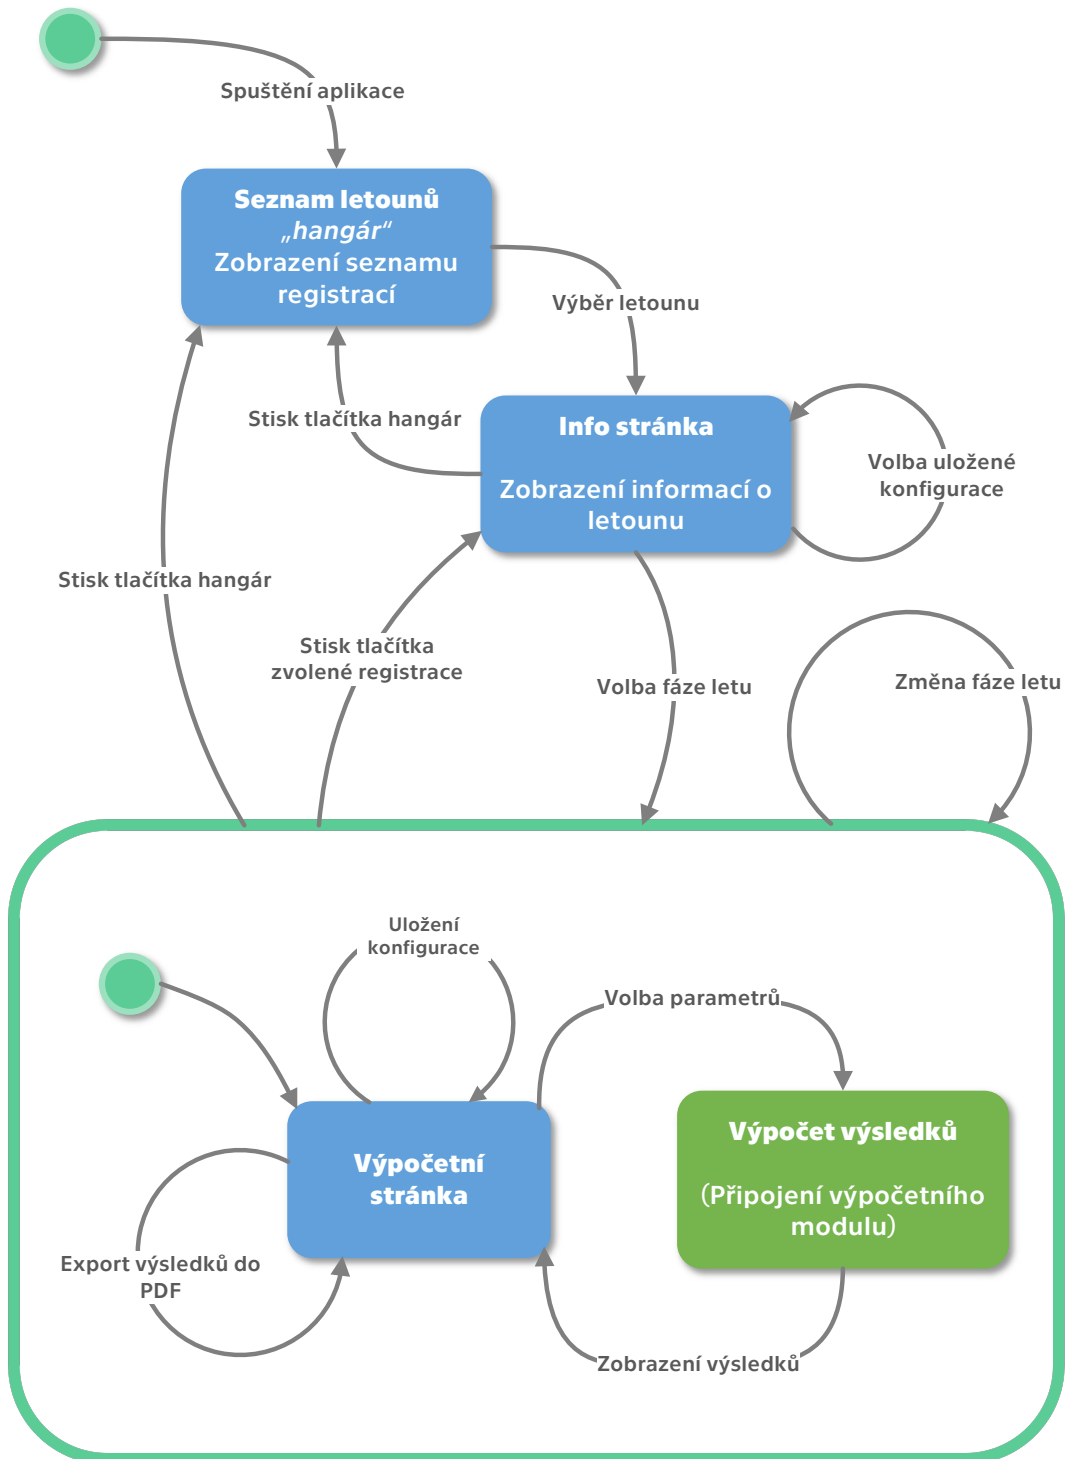 Spuštění aplikace
Seznam letounů
„hangár“
Zobrazení seznamu
registrací
Výběr letounu
Stisk tlačítka hangár
Info stránka
Zobrazení informací o
letounu
Volba uložené
konfigurace
Stisk tlačítka hangár
Stisk tlačítka
zvolené registrace
Volba fáze letu
Změna fáze letu
Uložení
konfigurace
Volba parametrů
Výpočetní
stránka
Výpočet výsledků
(Připojení výpočetního
modulu)
Export výsledků do
PDF
Zobrazení výsledků